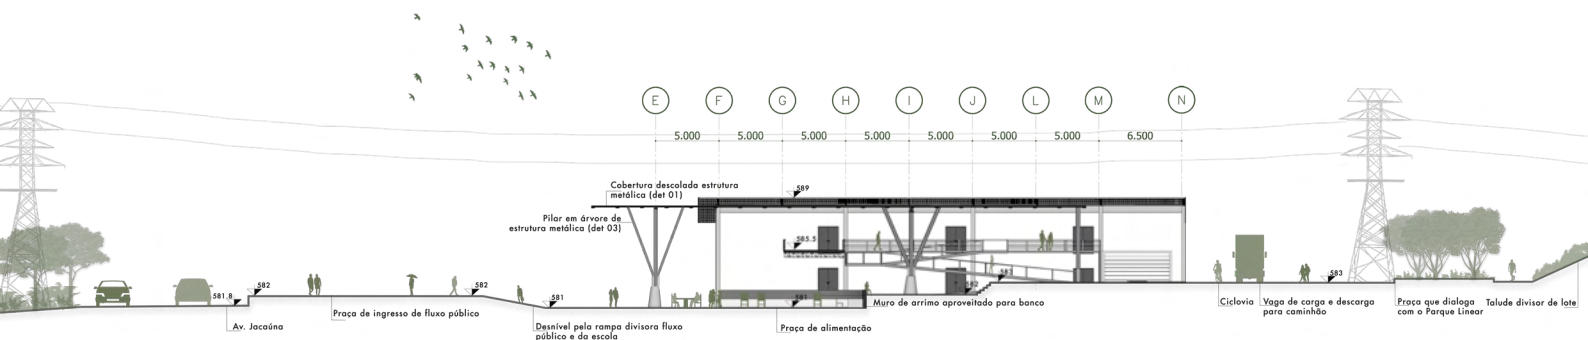 E F G H I J L M N
5.000 5.000 5.000 5.000 5.000 5.000 5.000 6.500
Cobertura descolada estrutura
metálica (det 01)
589
Pilar em árvore de
estrutura metálica (det 03)
585.5
583
582
581.8
582
582
581
581
583
Av. Jacaúna
Praça de ingresso de fluxo público
Desnível pela rampa divisora fluxo
público e da escola
Praça de alimentação
Muro de arrimo aproveitado para banco
Ciclovia
Vaga de carga e descarga
para caminhão
Praça que dialoga
com o Parque Linear
Talude divisor de lote